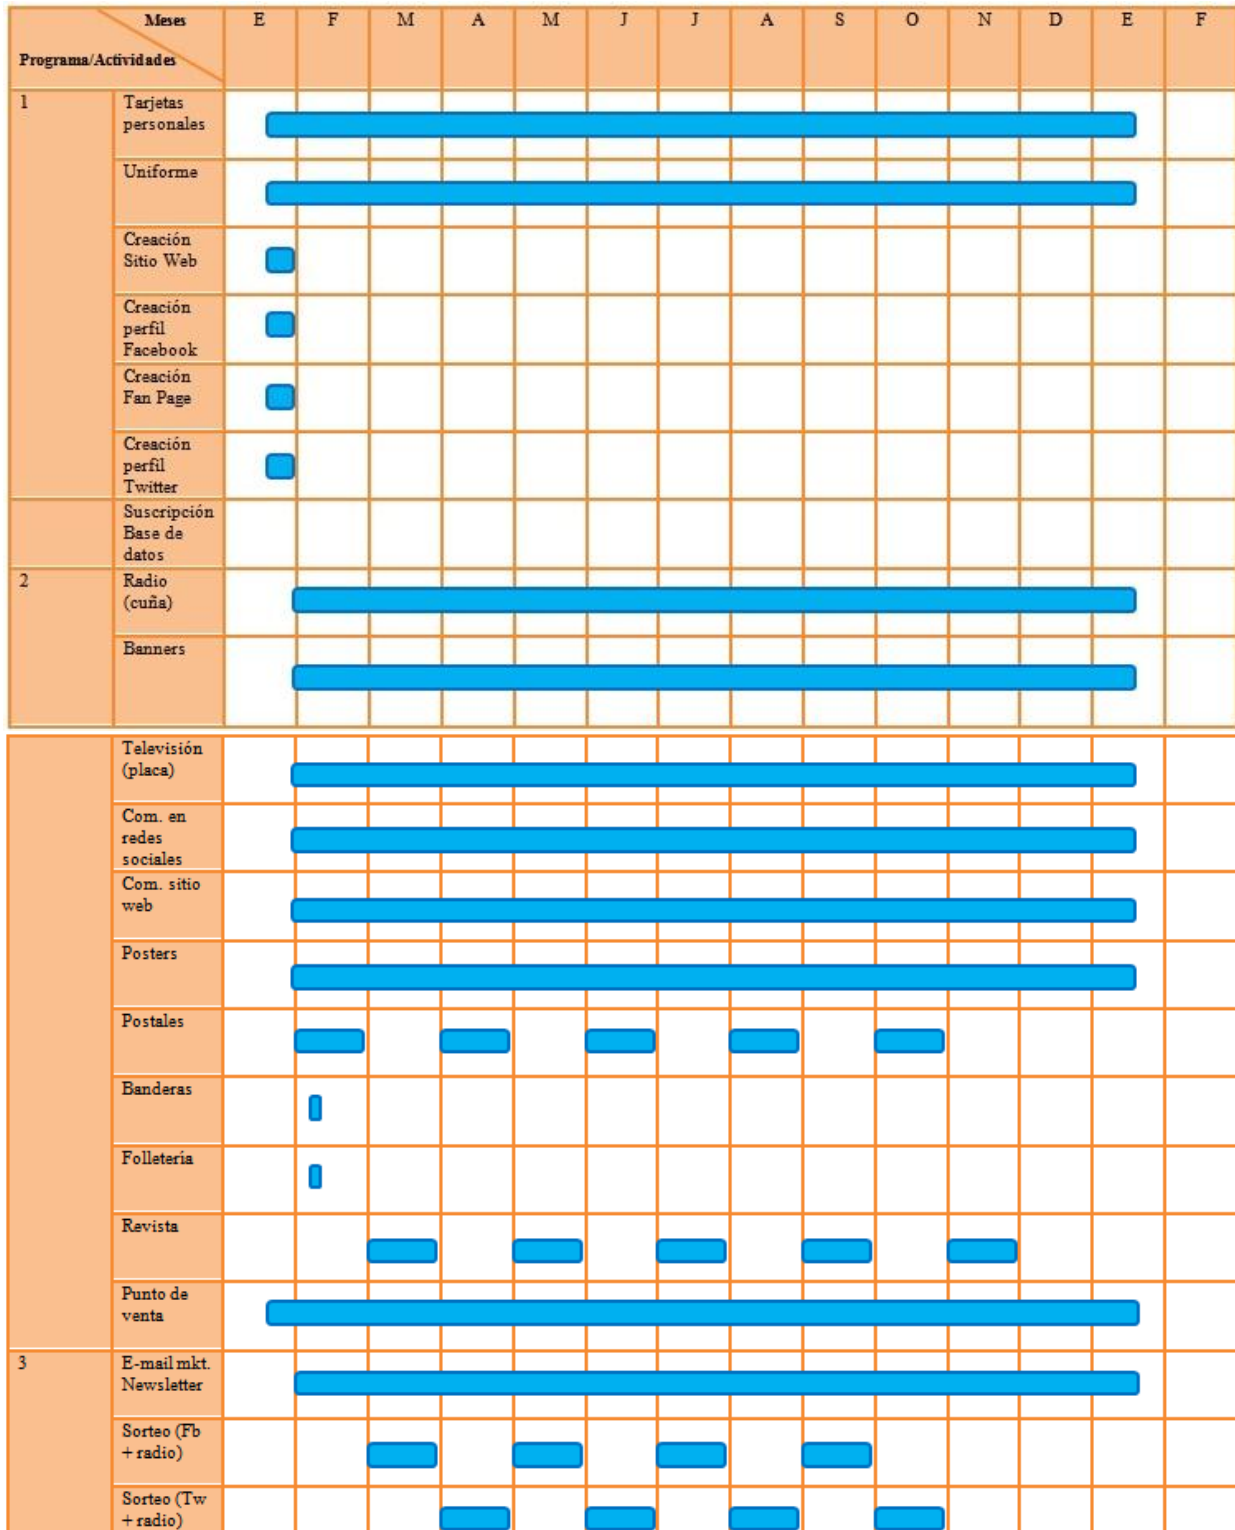 Meses E F M A M J J A S O N D E F
Programa/Actividades
1 Tarjetas
personales
Uniforme
Creación
Sitio Web
Creación
perfil
Facebook
Creación
Fan Page
Creación
perfil
Twitter
Suscripción
Base de
datos
2 Radio
(cuña)
Banners
Televisión
(placa)
Com. en
redes
sociales
Com. sitio
web
Posters
Postales
Banderas
Folletería
Revista
Punto de
venta
3 E-mail mkt.
Newsletter
Sorteo (Fb
+ radio)
Sorteo (Tw
+ radio)